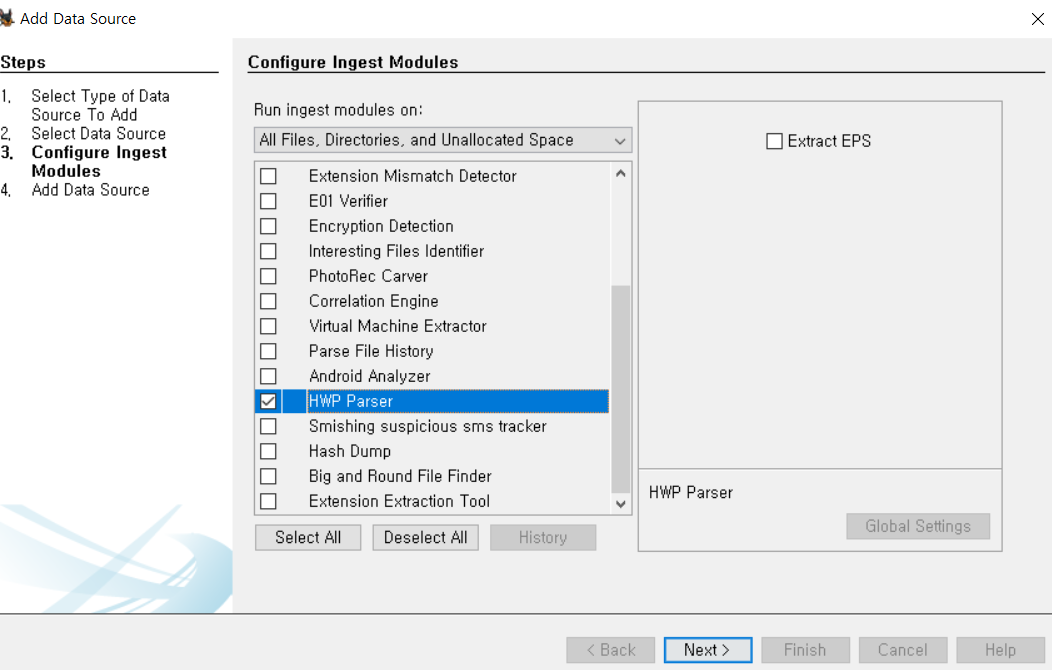 Add Data Source
Steps
1. Select Type of Data
Source To Add
2. Select Data Source
3. Configure Ingest
Modules
4. Add Data Source
Configure Ingest Modules
Run ingest modules on:
All Files, Directories, and Unallocated Space
Extension Mismatch Detector
E01 Verifier
Encryption Detection
Interesting Files Identifier
PhotoRec Carver
Correlation Engine
Virtual Machine Extractor
Parse File History
Android Analyzer
HWP Parser
Smishing suspicious sms tracker
Hash Dump
Big and Round File Finder
Extension Extraction Tool
Select All
Deselect All
History
Extract EPS
HWP Parser
Global Settings
< Back
Next >
Finish
Cancel
Help